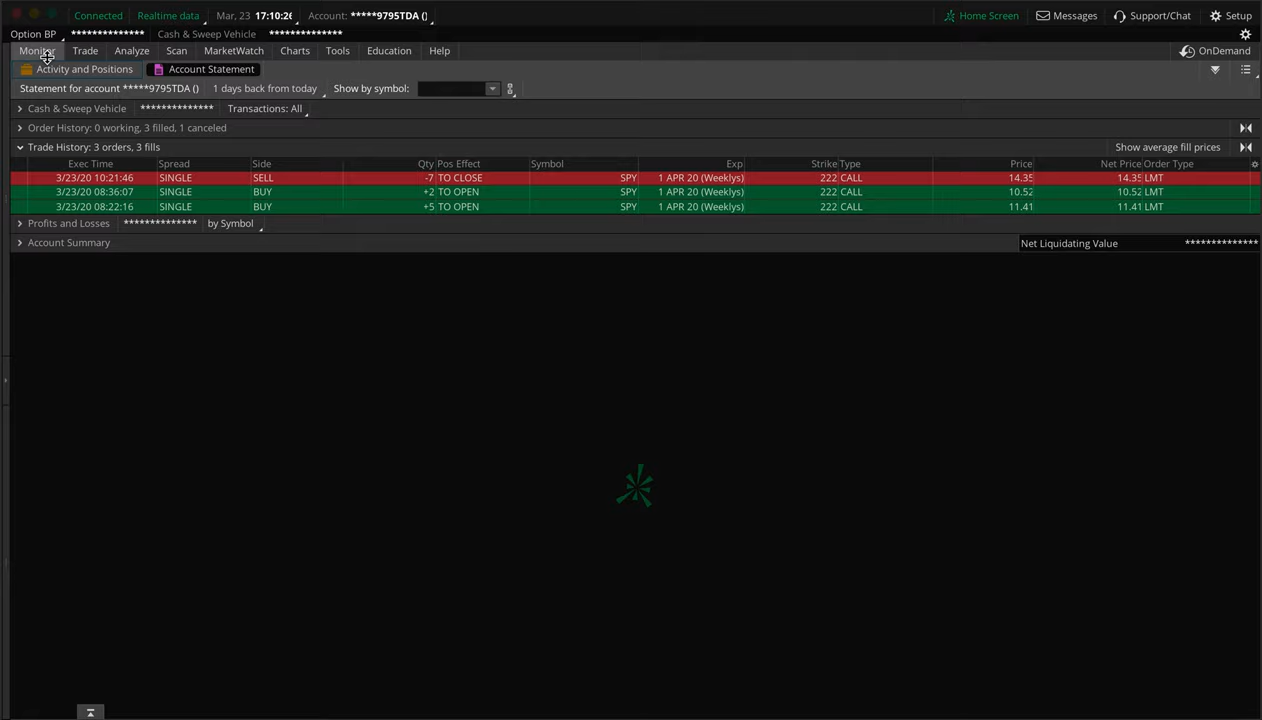 Connected Realtime data Mar, 23 17:10:26 Account: *****9795TDA () Home Screen Messages Support/Chat Setup
Option BP ************** Cash & Sweep Vehicle **************
Monitor Trade Analyze Scan MarketWatch Charts Tools Education Help OnDemand
Activity and Positions Account Statement
Statement for account *****9795TDA () 1 days back from today Show by symbol:
Cash & Sweep Vehicle ************** Transactions: All
Order History: 0 working, 3 filled, 1 canceled
Trade History: 3 orders, 3 fills Show average fill prices
Exec Time Spread Side Qty Pos Effect Symbol Exp Strike Type Price Net Price Order Type
3/23/20 10:21:46 SINGLE SELL -7 TO CLOSE SPY 1 APR 20 (Weeklys) 222 CALL 14.35 14.35 LMT
3/23/20 08:36:07 SINGLE BUY +2 TO OPEN SPY 1 APR 20 (Weeklys) 222 CALL 10.52 10.52 LMT
3/23/20 08:22:16 SINGLE BUY +5 TO OPEN SPY 1 APR 20 (Weeklys) 222 CALL 11.41 11.41 LMT
Profits and Losses ************** by Symbol
Account Summary Net Liquidating Value **************